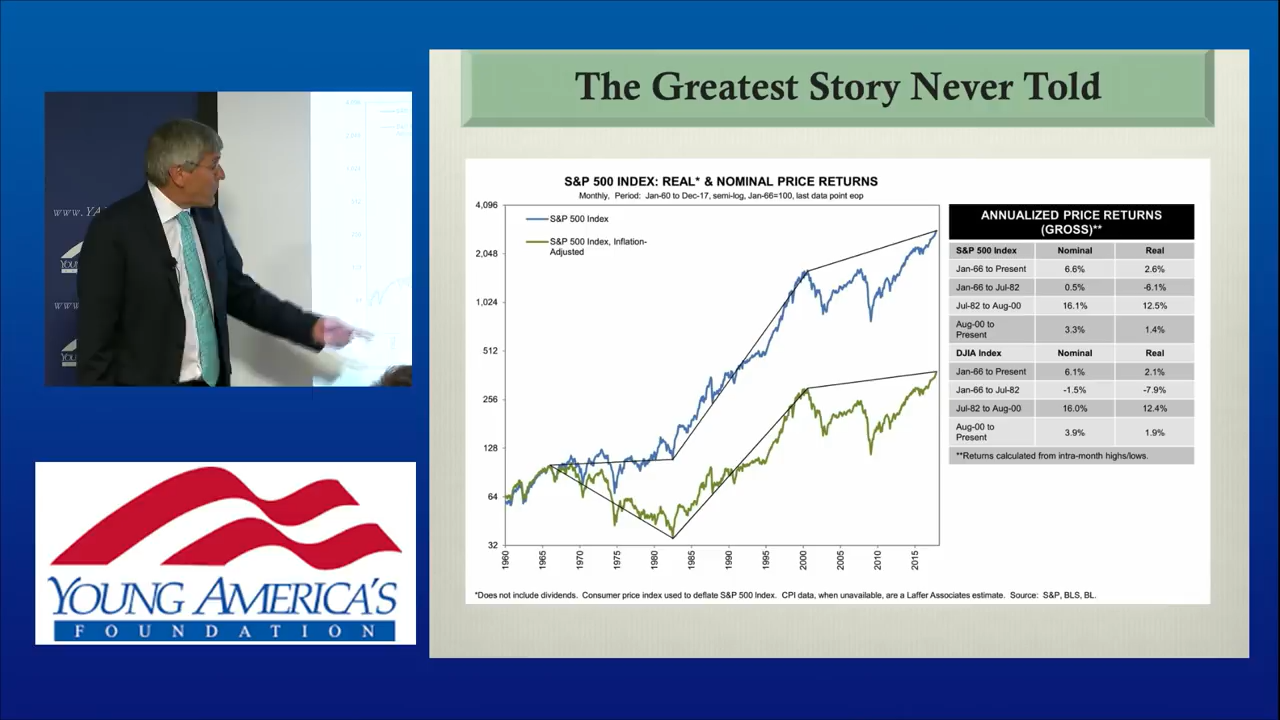 The Greatest Story Never Told
WWW.YA
WWW
YOUNG AMERICA'S
FOUNDATION
S&P 500 INDEX: REAL* & NOMINAL PRICE RETURNS
Monthly, Period: Jan-60 to Dec-17, semi-log, Jan-66=100, last data point eop
4,096
2,048
1,024
512
256
128
64
32
S&P 500 Index
S&P 500 Index, Inflation-
Adjusted
1960 1965 1970 1975 1980 1985 1990 1995 2000 2005 2010 2015
ANNUALIZED PRICE RETURNS
(GROSS)**
S&P 500 Index Nominal Real
Jan-66 to Present 6.6% 2.6%
Jan-66 to Jul-82 0.5% -6.1%
Jul-82 to Aug-00 16.1% 12.5%
Aug-00 to
Present 3.3% 1.4%
DJIA Index Nominal Real
Jan-66 to Present 6.1% 2.1%
Jan-66 to Jul-82 -1.5% -7.9%
Jul-82 to Aug-00 16.0% 12.4%
Aug-00 to
Present 3.9% 1.9%
**Returns calculated from intra-month highs/lows.
*Does not include dividends. Consumer price index used to deflate S&P 500 Index. CPI data, when unavailable, are a Laffer Associates estimate. Source: S&P, BLS, BL.